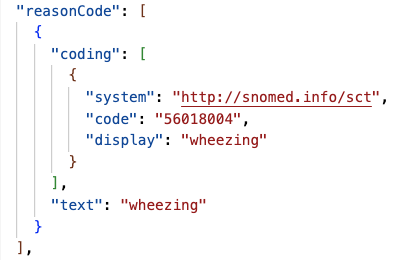 "reasonCode": [
  {
    "coding": [
      {
        "system": "http://snomed.info/sct",
        "code": "56018004",
        "display": "wheezing"
      }
    ],
    "text": "wheezing"
  }
],